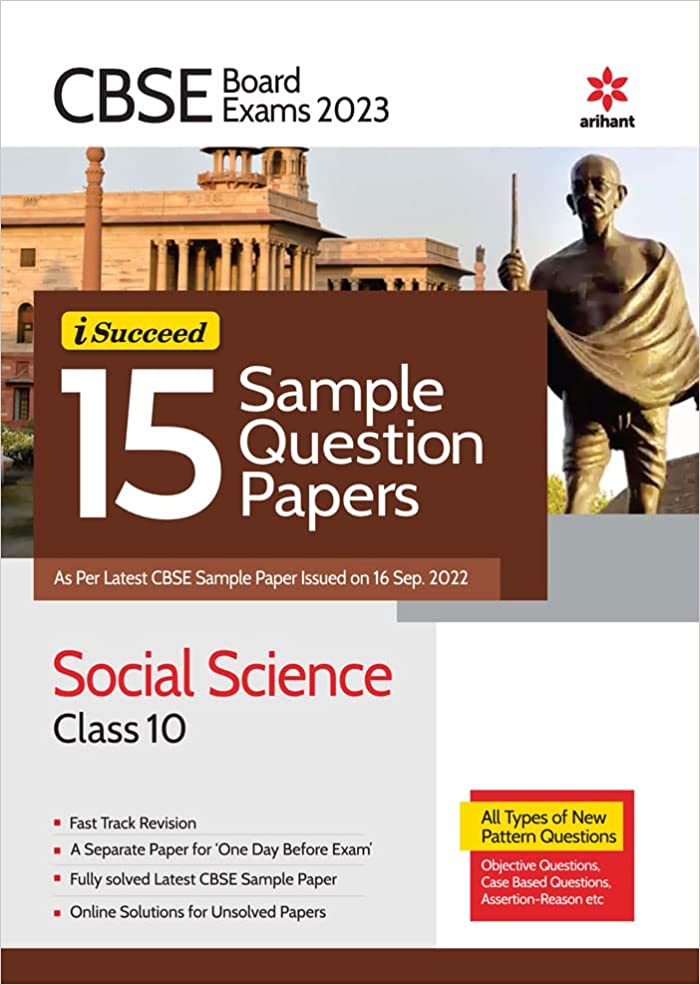 CBSE Board
Exams 2023
arihant
i Succeed
15 Sample
Question
Papers
As Per Latest CBSE Sample Paper Issued on 16 Sep. 2022
Social Science
Class 10
Fast Track Revision
A Separate Paper for 'One Day Before Exam'
Fully solved Latest CBSE Sample Paper
Online Solutions for Unsolved Papers
All Types of New
Pattern Questions
Objective Questions,
Case Based Questions,
Assertion-Reason etc